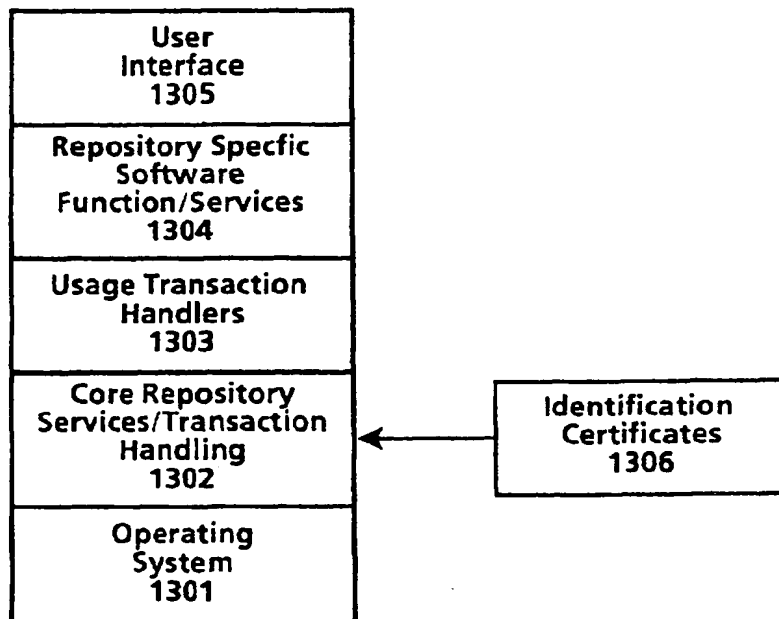 User
Interface
1305
Repository Specfic
Software
Function/Services
1304
Usage Transaction
Handlers
1303
Core Repository
Services/Transaction
Handling
1302
Identification
Certificates
1306
Operating
System
1301